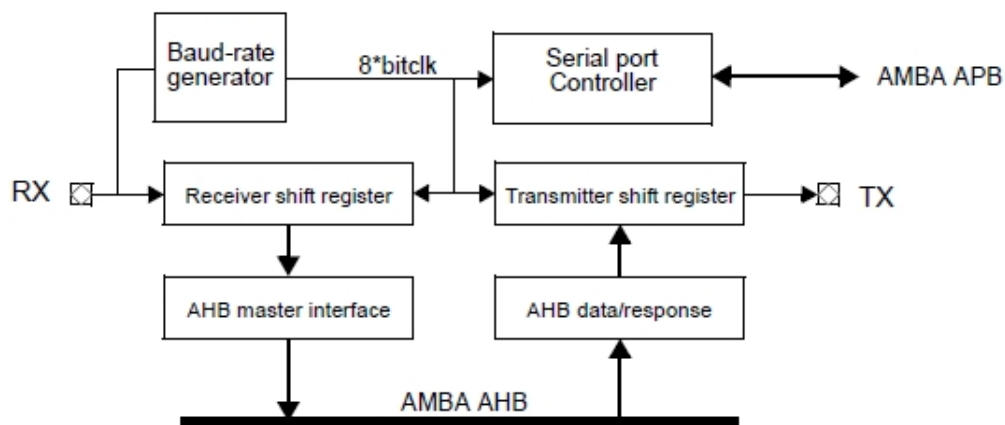 Baud-rate
generator
8*bitclk
Serial port
Controller
AMBA APB
RX
Receiver shift register
Transmitter shift register
TX
AHB master interface
AHB data/response
AMBA AHB